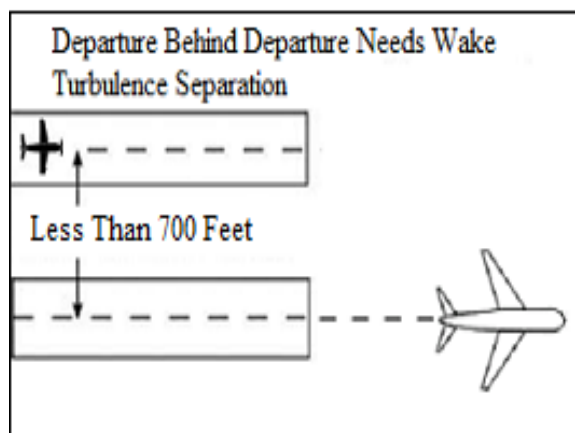 Departure Behind Departure Needs Wake
Turbulence Separation
Less Than 700 Feet